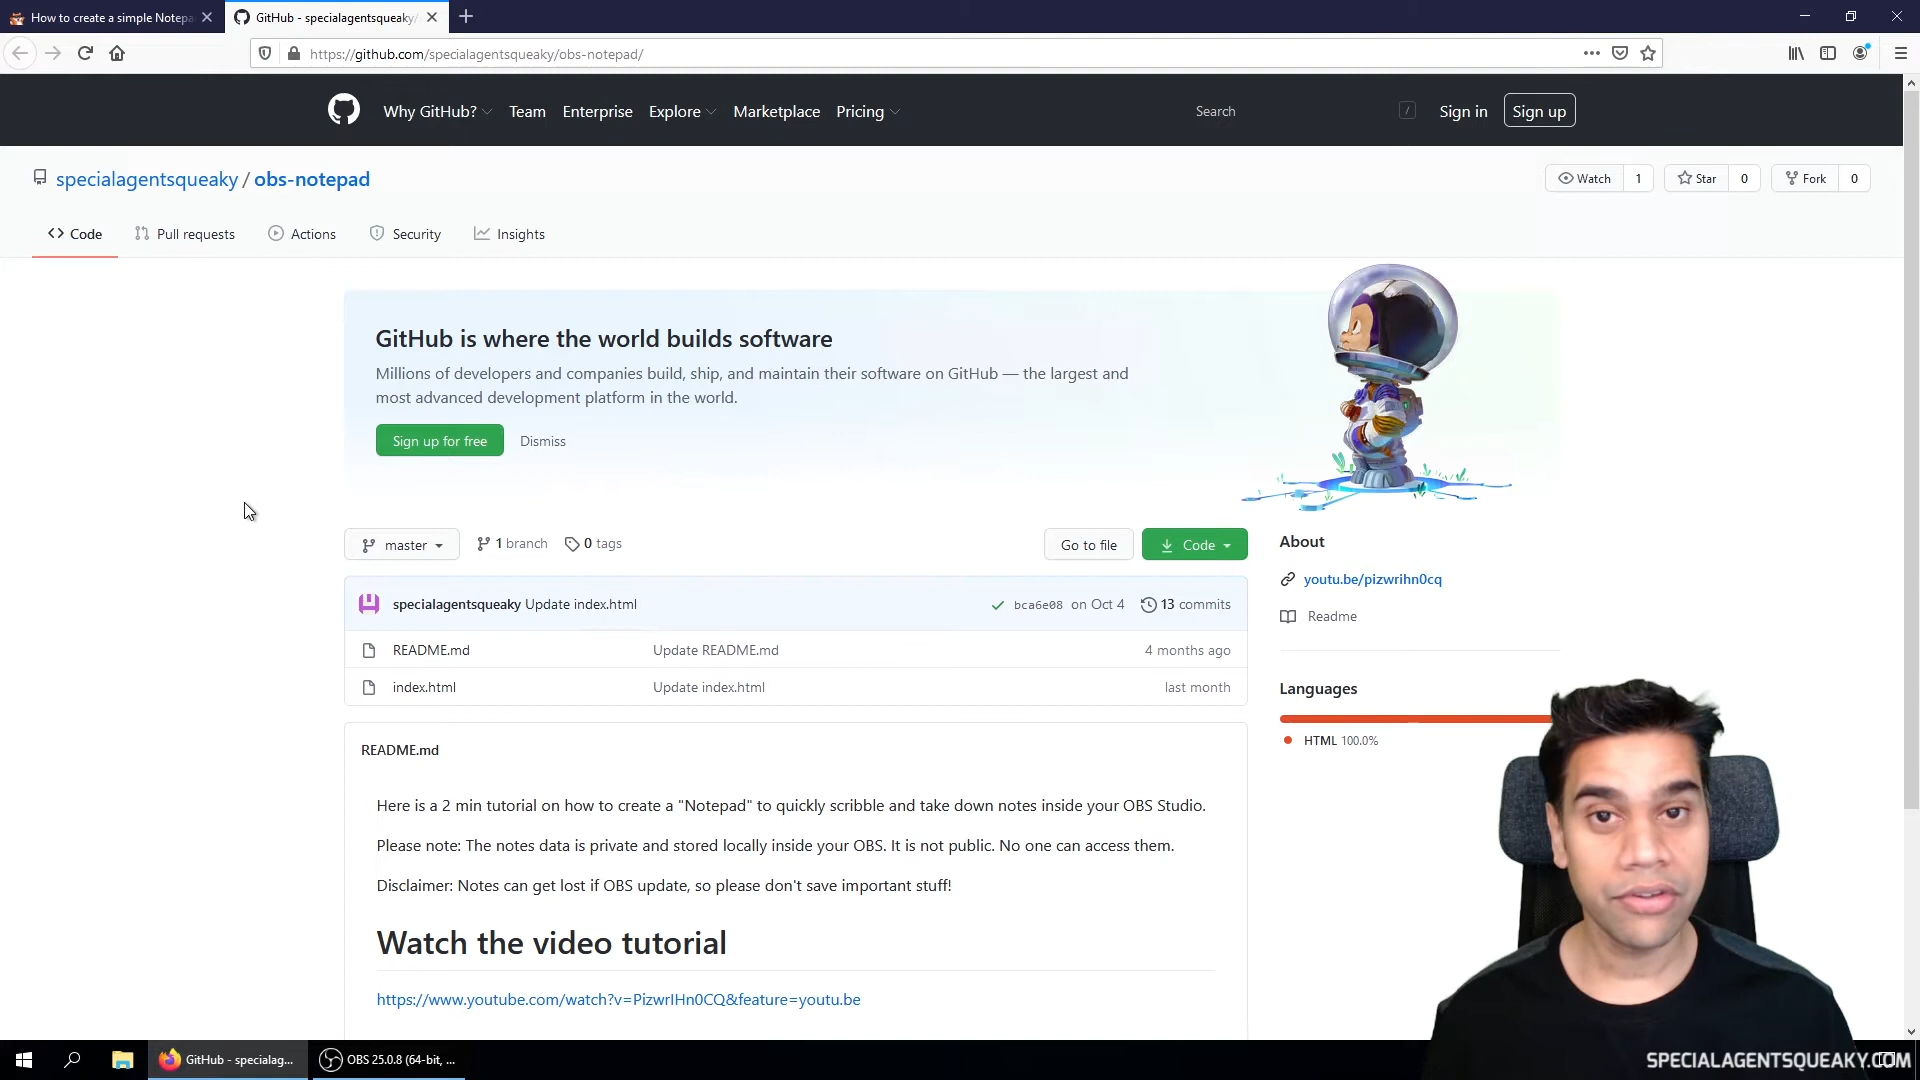 How to create a simple Notepa
GitHub - specialagentsqueaky/
https://github.com/specialagentsqueaky/obs-notepad/
Why GitHub? Team Enterprise Explore Marketplace Pricing Search / Sign in Sign up
specialagentsqueaky / obs-notepad
Watch 1 Star 0 Fork 0
Code Pull requests Actions Security Insights
GitHub is where the world builds software
Millions of developers and companies build, ship, and maintain their software on GitHub — the largest and
most advanced development platform in the world.
Sign up for free Dismiss
master 1 branch 0 tags Go to file Code
specialagentsqueaky Update index.html bca6e08 on Oct 4 13 commits
README.md Update README.md 4 months ago
index.html Update index.html last month
About
youtu.be/pizwrihn0cq
Readme
Languages
HTML 100.0%
README.md
Here is a 2 min tutorial on how to create a "Notepad" to quickly scribble and take down notes inside your OBS Studio.
Please note: The notes data is private and stored locally inside your OBS. It is not public. No one can access them.
Disclaimer: Notes can get lost if OBS update, so please don't save important stuff!
Watch the video tutorial
https://www.youtube.com/watch?v=PizwrIHn0CQ&feature=youtu.be
GitHub - specialag... OBS 25.0.8 (64-bit, ...
SPECIALAGENTSQUEAKY.COM